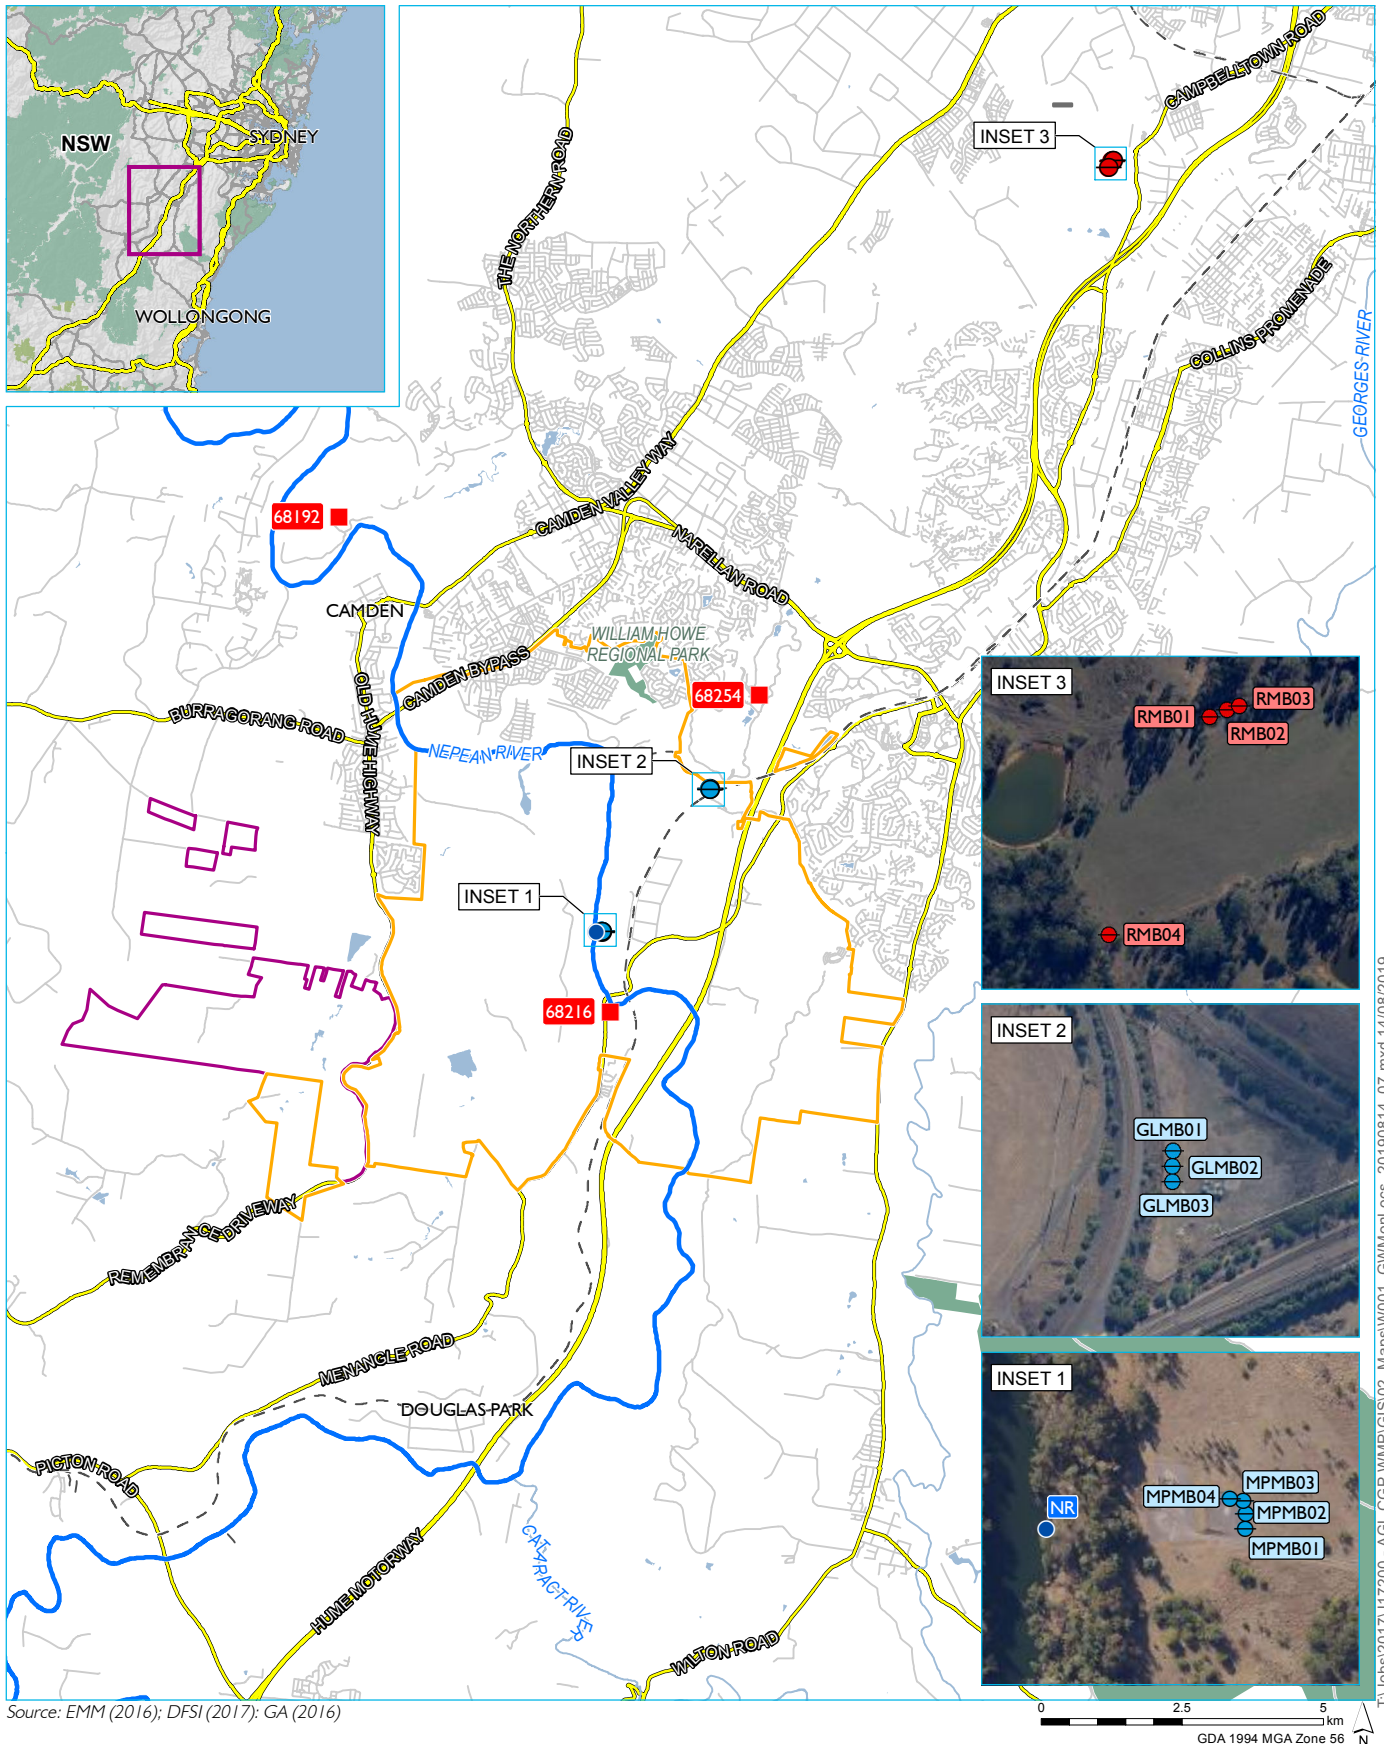 NSW
SYDNEY
WOLLONGONG
THE NORTHERN ROAD
CAMPBELLTOWN ROAD
INSET 3
COLLINS PROMENADE
GEORGES RIVER
CAMDEN VALLEY WAY
68192
NARELLAN ROAD
CAMDEN
WILLIAM HOWE
REGIONAL PARK
CAMDEN BYPASS
OLD HUME HIGHWAY
68254
BURRAGORANG ROAD
NEPEAN RIVER
INSET 2
INSET 1
68216
REMEMBRANCE DRIVEWAY
MENANGLE ROAD
DOUGLAS PARK
PICTON ROAD
HUME MOTORWAY
CATARACT RIVER
WILTON ROAD
INSET 3
RMB01
RMB03
RMB02
RMB04
INSET 2
GLMB01
GLMB02
GLMB03
INSET 1
NR
MPMB04
MPMB03
MPMB02
MPMB01
Source: EMM (2016); DFSI (2017); GA (2016)
0 2.5 5
km
GDA 1994 MGA Zone 56
N